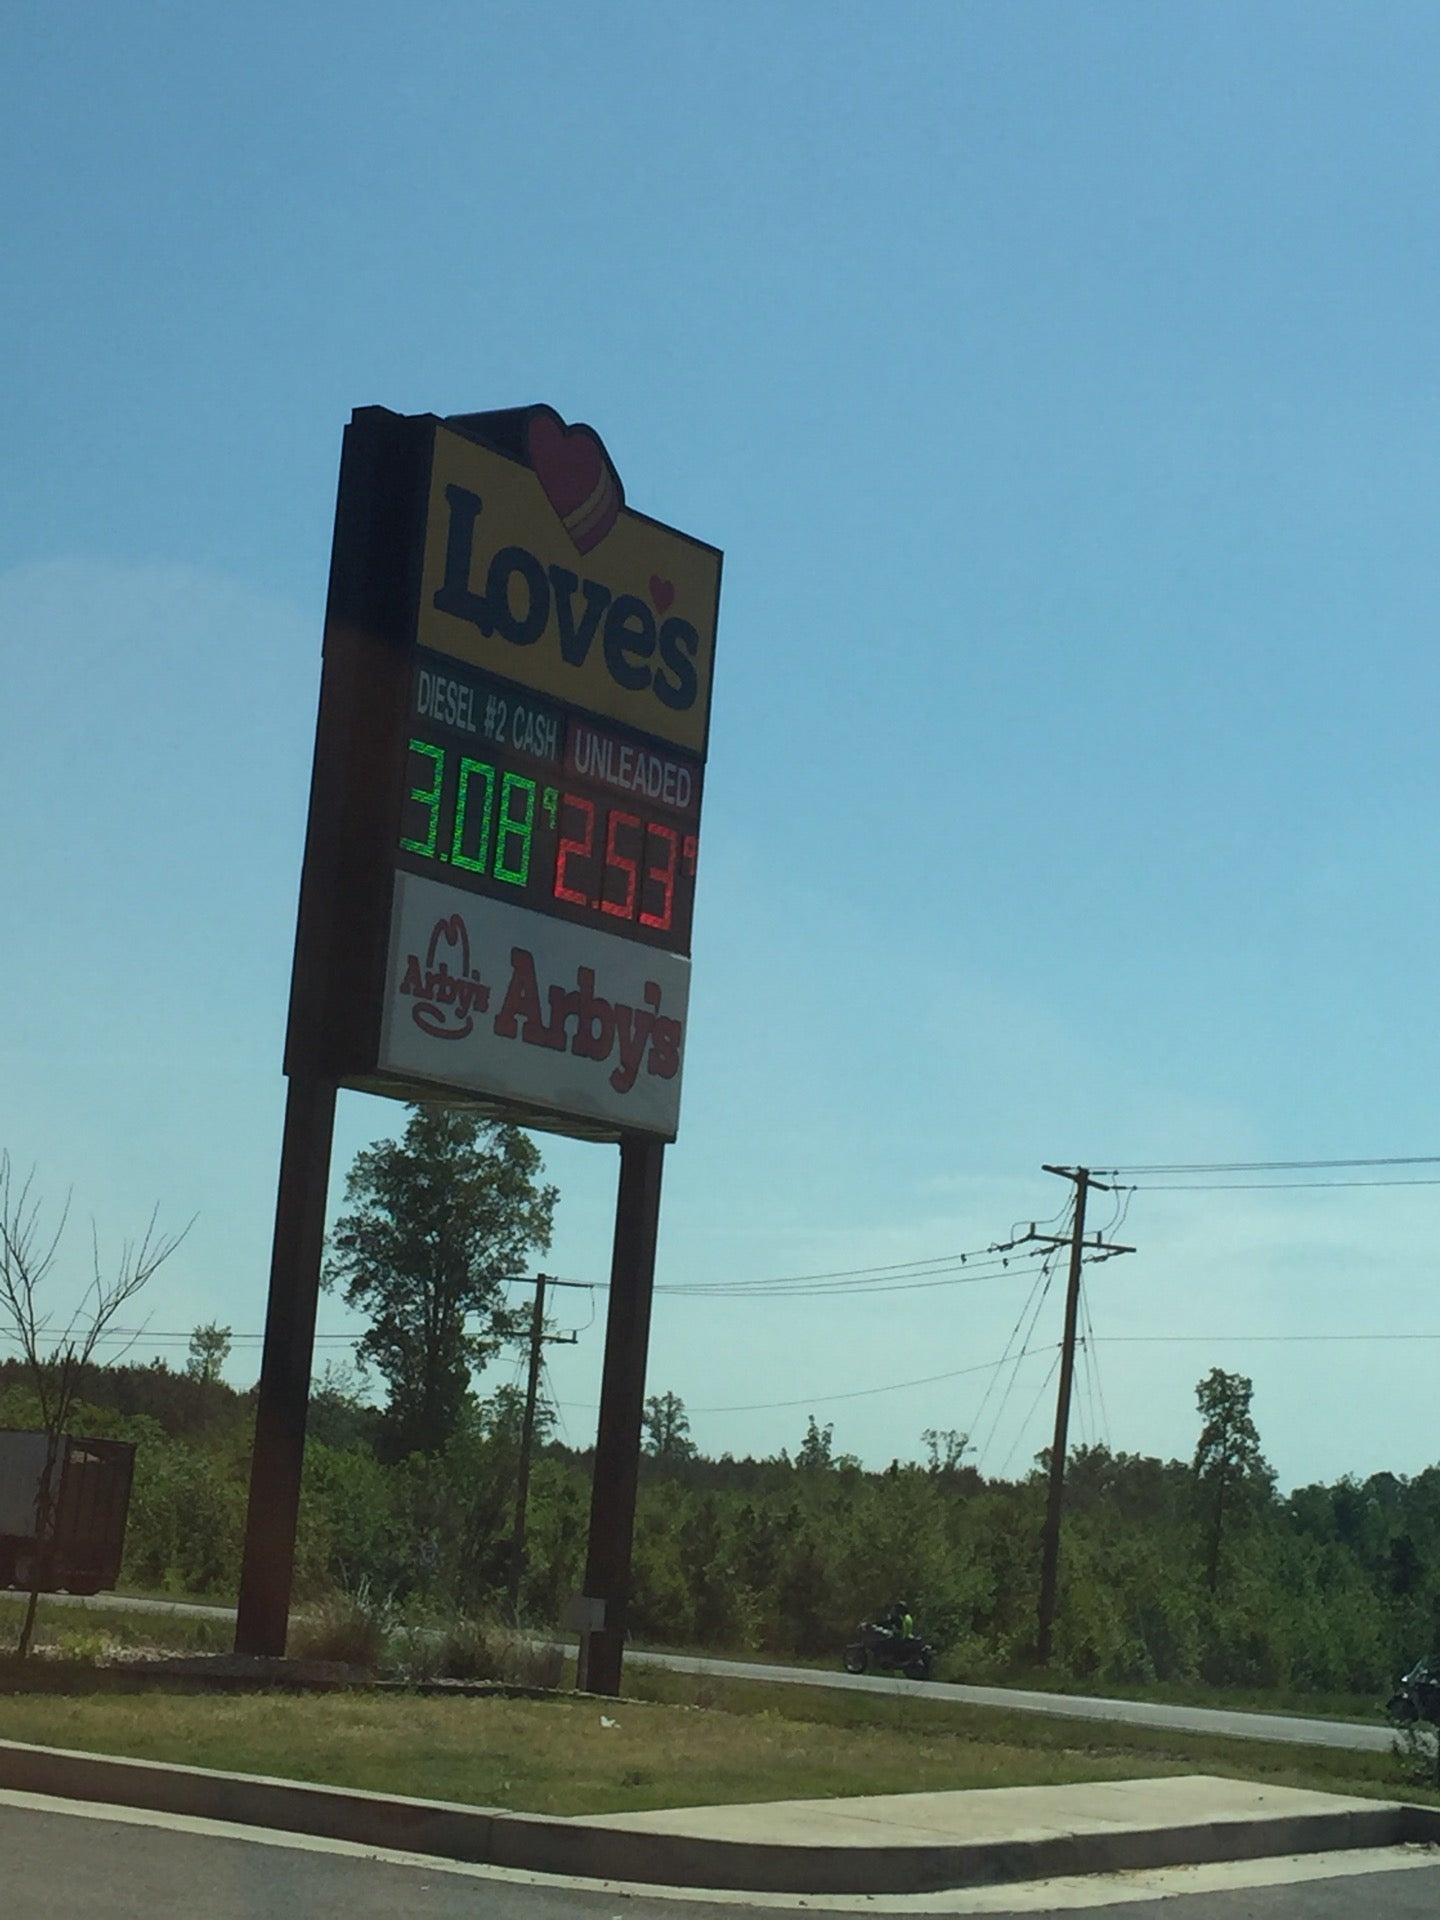 Love's
DIESEL #2 CASH UNLEADED
3.08⁹ 2.53⁹
Arby's Arby's